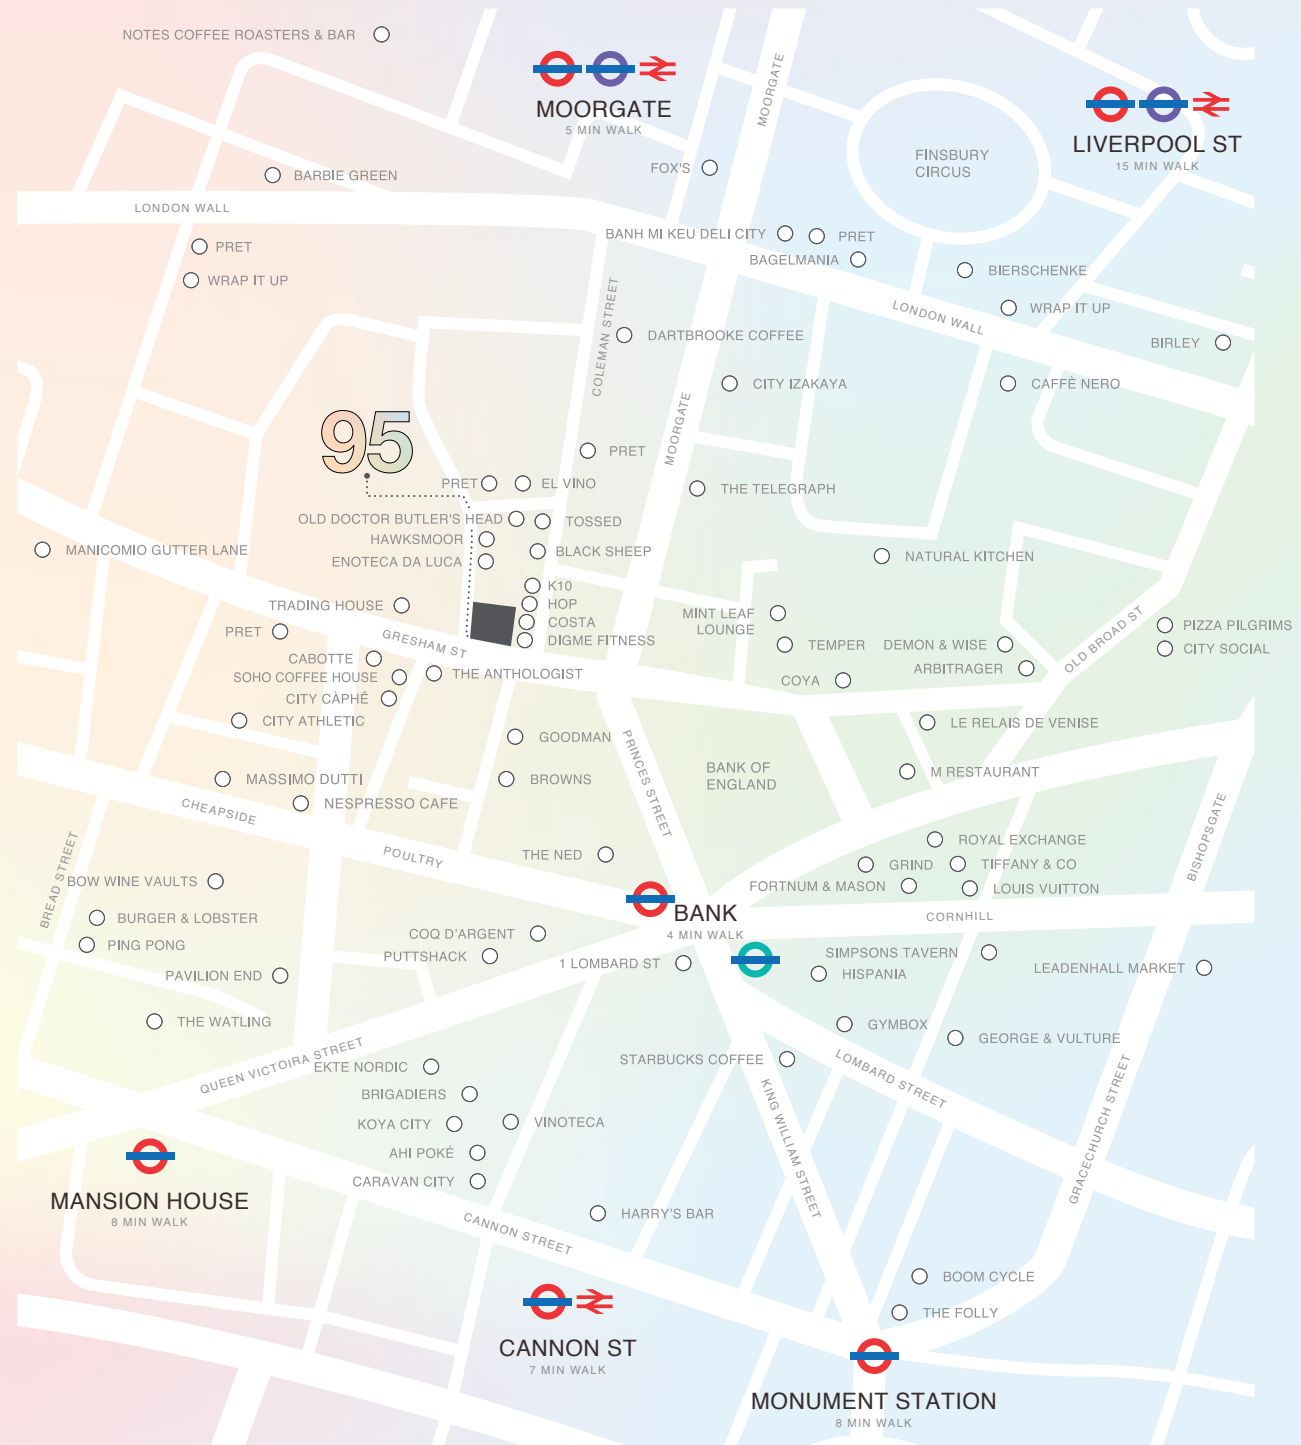 NOTES COFFEE ROASTERS & BAR
MOORGATE
5 MIN WALK
MOORGATE
LIVERPOOL ST
15 MIN WALK
FINSBURY
CIRCUS
FOX'S
BARBIE GREEN
LONDON WALL
PRET
WRAP IT UP
BANH MI KEU DELI CITY
PRET
BAGELMANIA
BIERSCHENKE
WRAP IT UP
LONDON WALL
BIRLEY
COLEMAN STREET
DARTBROOKE COFFEE
CITY IZAKAYA
CAFFÈ NERO
MOORGATE
95
PRET
PRET
EL VINO
THE TELEGRAPH
OLD DOCTOR BUTLER'S HEAD
TOSSED
HAWKSMOOR
MANICOMIO GUTTER LANE
BLACK SHEEP
ENOTECA DA LUCA
NATURAL KITCHEN
K10
HOP
TRADING HOUSE
COSTA
DIGME FITNESS
PRET
GRESHAM ST
MINT LEAF
LOUNGE
TEMPER
DEMON & WISE
OLD BROAD ST
PIZZA PILGRIMS
CITY SOCIAL
CABOTTE
SOHO COFFEE HOUSE
THE ANTHOLOGIST
ARBITRAGER
COYA
CITY CÀPHÊ
CITY ATHLETIC
LE RELAIS DE VENISE
GOODMAN
PRINCES STREET
BANK OF
ENGLAND
M RESTAURANT
MASSIMO DUTTI
BROWNS
NESPRESSO CAFE
CHEAPSIDE
BISHOPSGATE
POULTRY
THE NED
ROYAL EXCHANGE
GRIND
TIFFANY & CO
FORTNUM & MASON
LOUIS VUITTON
BREAD STREET
BOW WINE VAULTS
BANK
4 MIN WALK
CORNHILL
BURGER & LOBSTER
PING PONG
COQ D'ARGENT
PUTTSHACK
1 LOMBARD ST
SIMPSONS TAVERN
HISPANIA
LEADENHALL MARKET
PAVILION END
THE WATLING
GYMBOX
GEORGE & VULTURE
QUEEN VICTOIRA STREET
EKTE NORDIC
STARBUCKS COFFEE
LOMBARD STREET
BRIGADIERS
KOYA CITY
VINOTECA
KING WILLIAM STREET
GRACECHURCH STREET
AHI POKÉ
CARAVAN CITY
MANSION HOUSE
8 MIN WALK
HARRY'S BAR
CANNON STREET
BOOM CYCLE
THE FOLLY
CANNON ST
7 MIN WALK
MONUMENT STATION
8 MIN WALK